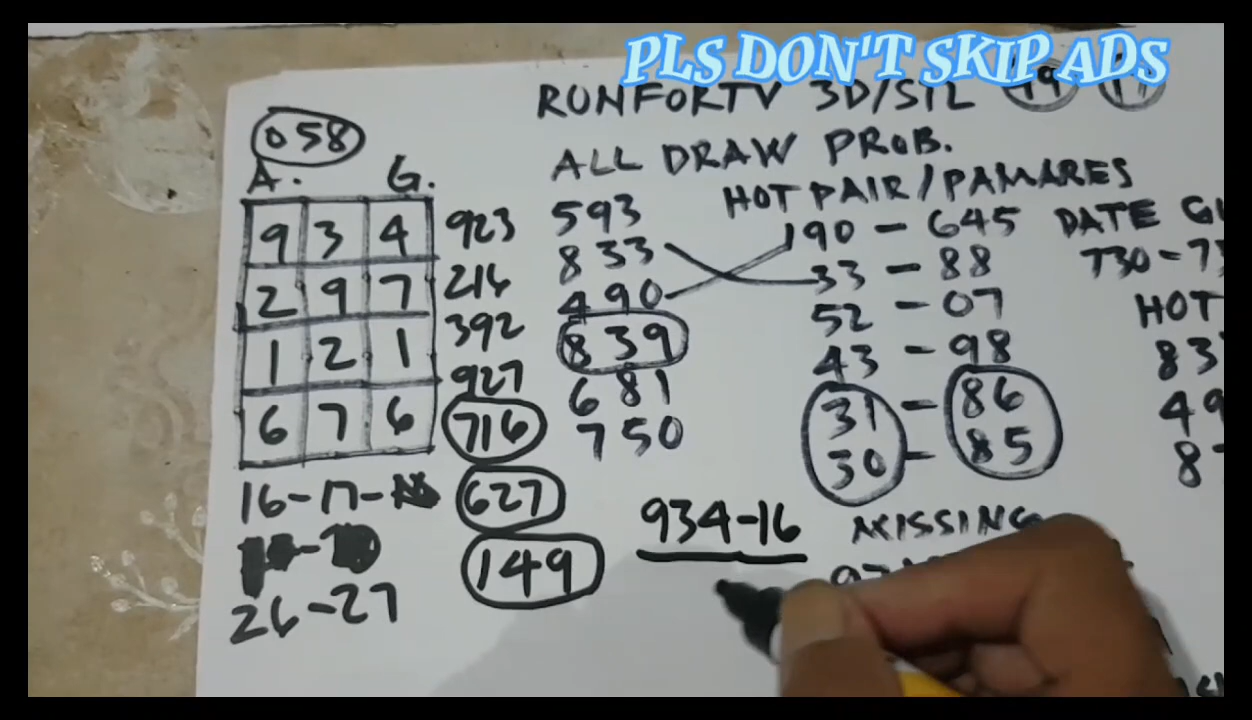 PLS DON'T SKIP ADS
RUNFORTV 3D/STL
058
A. G.
9 3 4
2 9 7
1 2 1
6 7 6
16-17-
26-27
923
214
392
927
716
627
149
ALL DRAW PROB.
593
833
490
839
681
750
934-16
HOT PAIR/PAMARES
190 - 645
33 - 88
52 - 07
43 - 98
31 - 86
30 - 85
MISSING
DATE
HOT
83
49
8